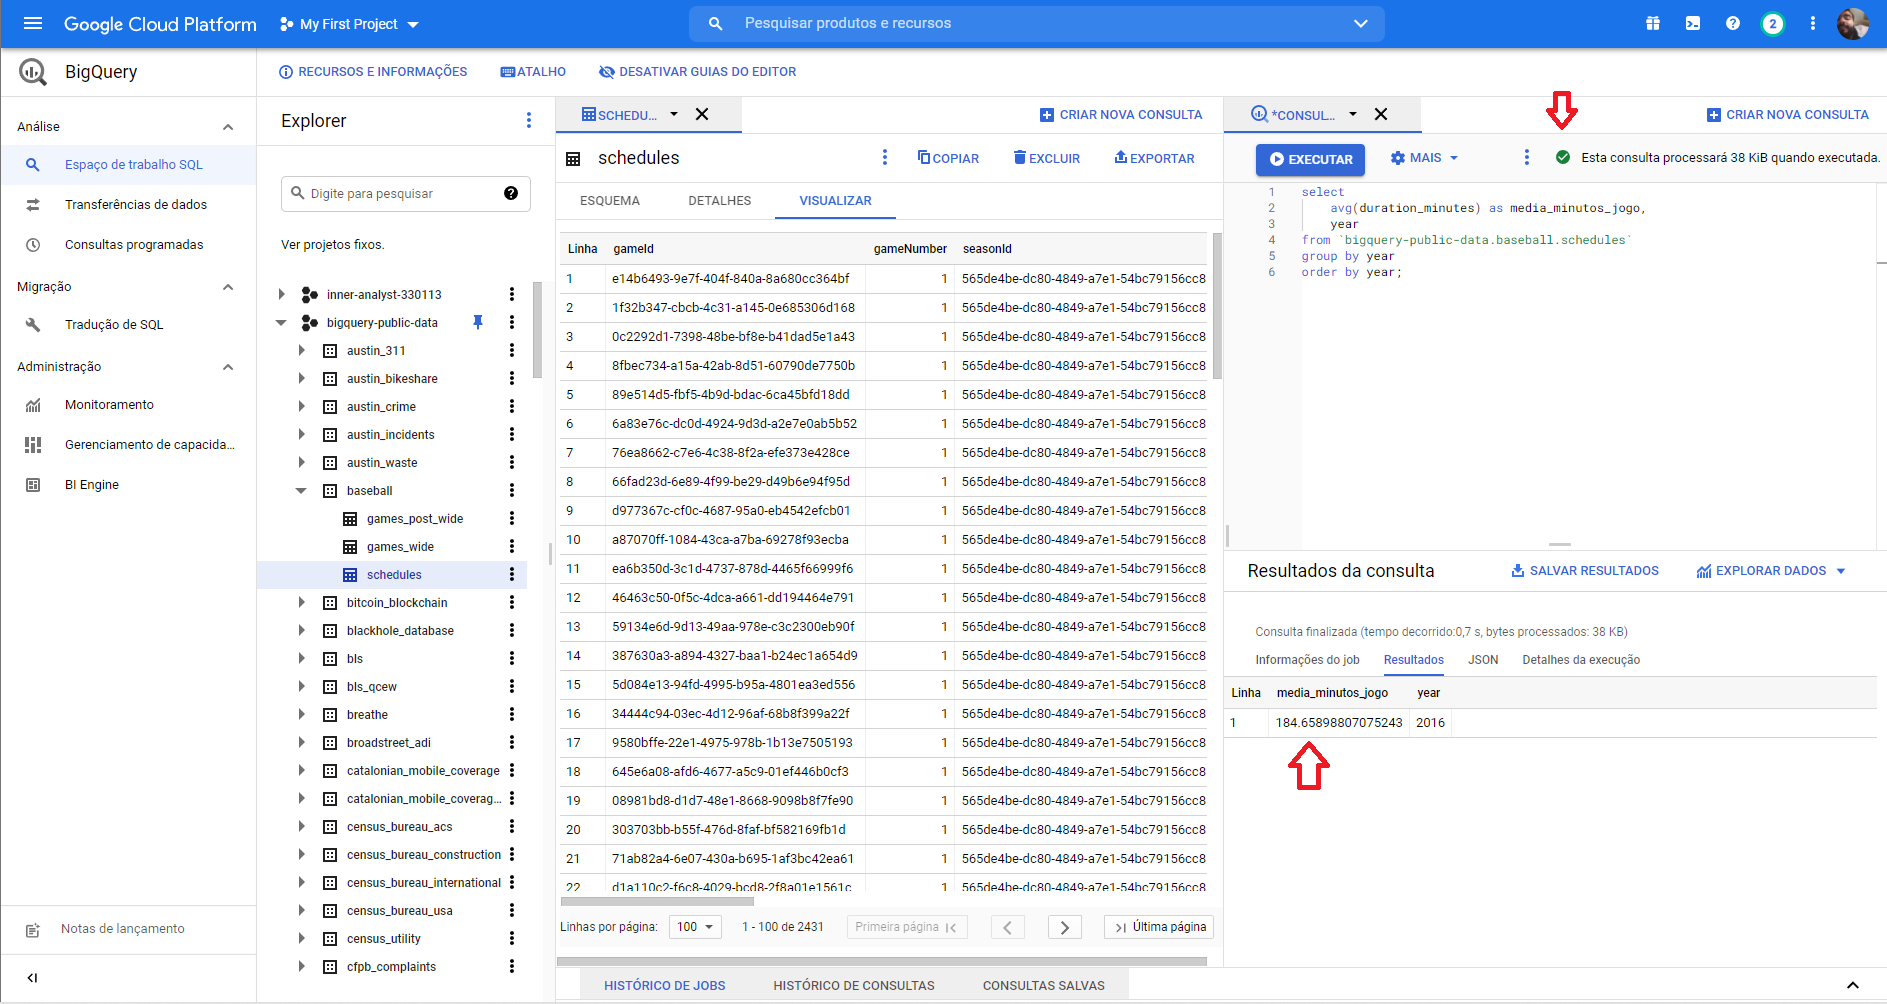 Google Cloud Platform
My First Project
Pesquisar produtos e recursos
2
BigQuery
RECURSOS E INFORMAÇÕES
ATALHO
DESATIVAR GUIAS DO EDITOR
Análise
Espaço de trabalho SQL
Transferências de dados
Consultas programadas
Migração
Tradução de SQL
Administração
Monitoramento
Gerenciamento de capacida...
BI Engine
Notas de lançamento
Explorer
Digite para pesquisar
Ver projetos fixos.
inner-analyst-330113
bigquery-public-data
austin_311
austin_bikeshare
austin_crime
austin_incidents
austin_waste
baseball
games_post_wide
games_wide
schedules
bitcoin_blockchain
blackhole_database
bls
bls_qcew
breathe
broadstreet_adi
catalonian_mobile_coverage
catalonian_mobile_coverag...
census_bureau_acs
census_bureau_construction
census_bureau_international
census_bureau_usa
census_utility
cfpb_complaints
SCHEDU...
CRIAR NOVA CONSULTA
schedules
COPIAR
EXCLUIR
EXPORTAR
ESQUEMA
DETALHES
VISUALIZAR
Linha gameId gameNumber seasonId
1 e14b6493-9e7f-404f-840a-8a680cc364bf 1 565de4be-dc80-4849-a7e1-54bc79156cc8
2 1f32b347-cbcb-4c31-a145-0e685306d168 1 565de4be-dc80-4849-a7e1-54bc79156cc8
3 0c2292d1-7398-48be-bf8e-b41dad5e1a43 1 565de4be-dc80-4849-a7e1-54bc79156cc8
4 8fbec734-a15a-42ab-8d51-60790de7750b 1 565de4be-dc80-4849-a7e1-54bc79156cc8
5 89e514d5-fbf5-4b9d-bdac-6ca45bfd18dd 1 565de4be-dc80-4849-a7e1-54bc79156cc8
6 6a83e76c-dc0d-4924-9d3d-a2e7e0ab5b52 1 565de4be-dc80-4849-a7e1-54bc79156cc8
7 76ea8662-c7e6-4c38-8f2a-efe373e428ce 1 565de4be-dc80-4849-a7e1-54bc79156cc8
8 66fad23d-6e89-4f99-be29-d49b6e94f95d 1 565de4be-dc80-4849-a7e1-54bc79156cc8
9 d977367c-cf0c-4687-95a0-eb4542efcb01 1 565de4be-dc80-4849-a7e1-54bc79156cc8
10 a87070ff-1084-43ca-a7ba-69278f93ecba 1 565de4be-dc80-4849-a7e1-54bc79156cc8
11 ea6b350d-3c1d-4737-878d-4465f66999f6 1 565de4be-dc80-4849-a7e1-54bc79156cc8
12 46463c50-0f5c-4dca-a661-dd194464e791 1 565de4be-dc80-4849-a7e1-54bc79156cc8
13 59134e6d-9d13-49aa-978e-c3c2300eb90f 1 565de4be-dc80-4849-a7e1-54bc79156cc8
14 387630a3-a894-4327-baa1-b24ec1a654d9 1 565de4be-dc80-4849-a7e1-54bc79156cc8
15 5d084e13-94fd-4995-b95a-4801ea3ed556 1 565de4be-dc80-4849-a7e1-54bc79156cc8
16 34444c94-03ec-4d12-96af-68b8f399a22f 1 565de4be-dc80-4849-a7e1-54bc79156cc8
17 9580bffe-22e1-4975-978b-1b13e7505193 1 565de4be-dc80-4849-a7e1-54bc79156cc8
18 645e6a08-afd6-4677-a5c9-01ef446b0cf3 1 565de4be-dc80-4849-a7e1-54bc79156cc8
19 08981bd8-d1d7-48e1-8668-9098b8f7fe90 1 565de4be-dc80-4849-a7e1-54bc79156cc8
20 303703bb-b55f-476d-8faf-bf582169fb1d 1 565de4be-dc80-4849-a7e1-54bc79156cc8
21 71ab82a4-6e07-430a-b695-1af3bc42ea61 1 565de4be-dc80-4849-a7e1-54bc79156cc8
22 d1a110c2-f6c8-4029-bcd8-2f8a01e1561c 1 565de4be-dc80-4849-a7e1-54bc79156cc8
Linhas por página: 100 1 - 100 de 2431 Primeira página Última página
*CONSUL...
CRIAR NOVA CONSULTA
EXECUTAR
MAIS
Esta consulta processará 38 KiB quando executada.
1 select
2 avg(duration_minutes) as media_minutos_jogo,
3 year
4 from `bigquery-public-data.baseball.schedules`
5 group by year
6 order by year;
Resultados da consulta
SALVAR RESULTADOS
EXPLORAR DADOS
Consulta finalizada (tempo decorrido:0,7 s, bytes processados: 38 KB)
Informações do job
Resultados
JSON
Detalhes da execução
Linha media_minutos_jogo year
1 184.65898807075243 2016
HISTÓRICO DE JOBS
HISTÓRICO DE CONSULTAS
CONSULTAS SALVAS